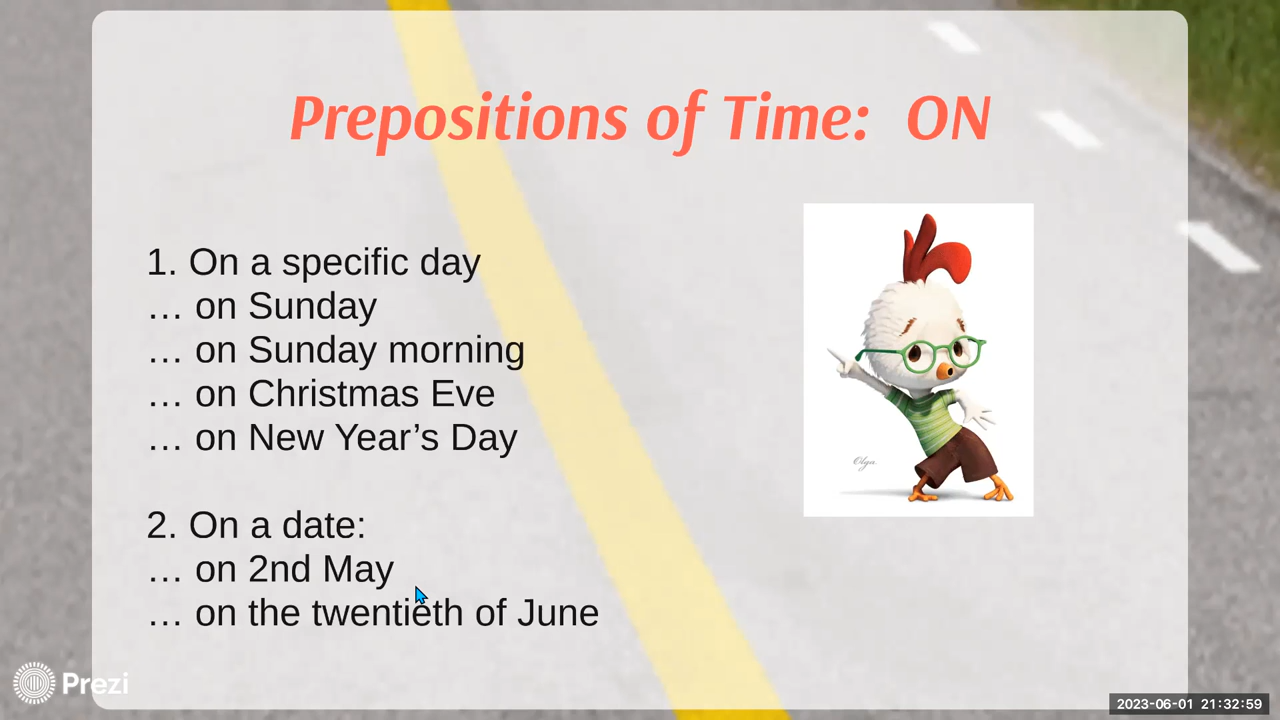 Prepositions of Time: ON
1. On a specific day
… on Sunday
… on Sunday morning
… on Christmas Eve
… on New Year’s Day
Olga
2. On a date:
… on 2nd May
… on the twentieth of June
Prezi
2023-06-01 21:32:59